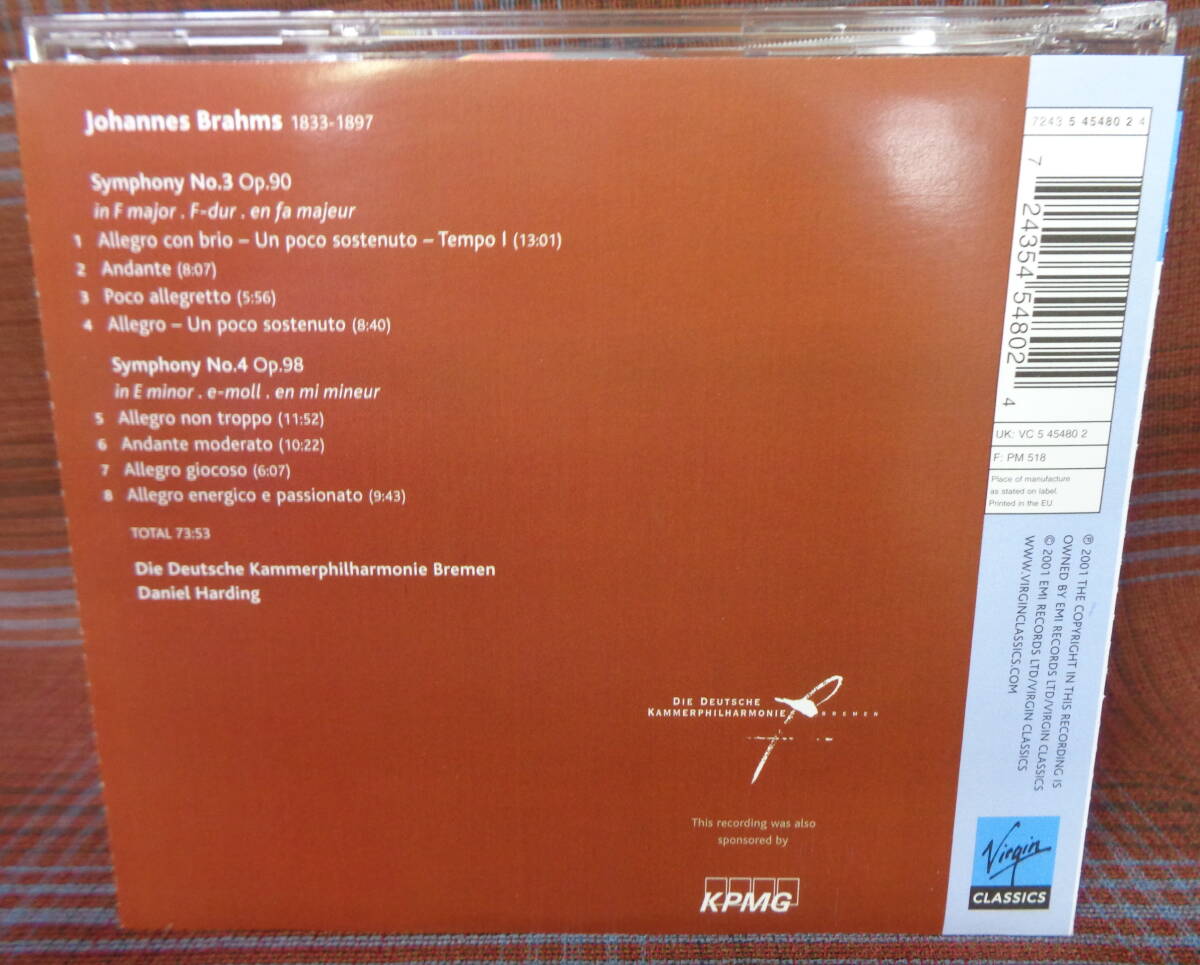 Johannes Brahms 1833-1897
Symphony No.3 Op.90
in F major . F-dur . en fa majeur
1 Allegro con brio – Un poco sostenuto – Tempo I (13:01)
2 Andante (8:07)
3 Poco allegretto (5:56)
4 Allegro – Un poco sostenuto (8:40)
Symphony No.4 Op.98
in E minor . e-moll . en mi mineur
5 Allegro non troppo (11:52)
6 Andante moderato (10:22)
7 Allegro giocoso (6:07)
8 Allegro energico e passionato (9:43)
TOTAL 73:53
Die Deutsche Kammerphilharmonie Bremen
Daniel Harding
DIE DEUTSCHE
KAMMERPHILHARMONIE BREMEN
This recording was also
sponsored by
KPMG
7243 5 45480 2 4
7 24354 54802 4
UK: VC 5 45480 2
F: PM 518
Place of manufacture
as stated on label.
Printed in the EU
℗ 2001 THE COPYRIGHT IN THIS RECORDING IS
OWNED BY EMI RECORDS LTD/VIRGIN CLASSICS
© 2001 EMI RECORDS LTD/VIRGIN CLASSICS
WWW.VIRGINCLASSICS.COM
Virgin
CLASSICS